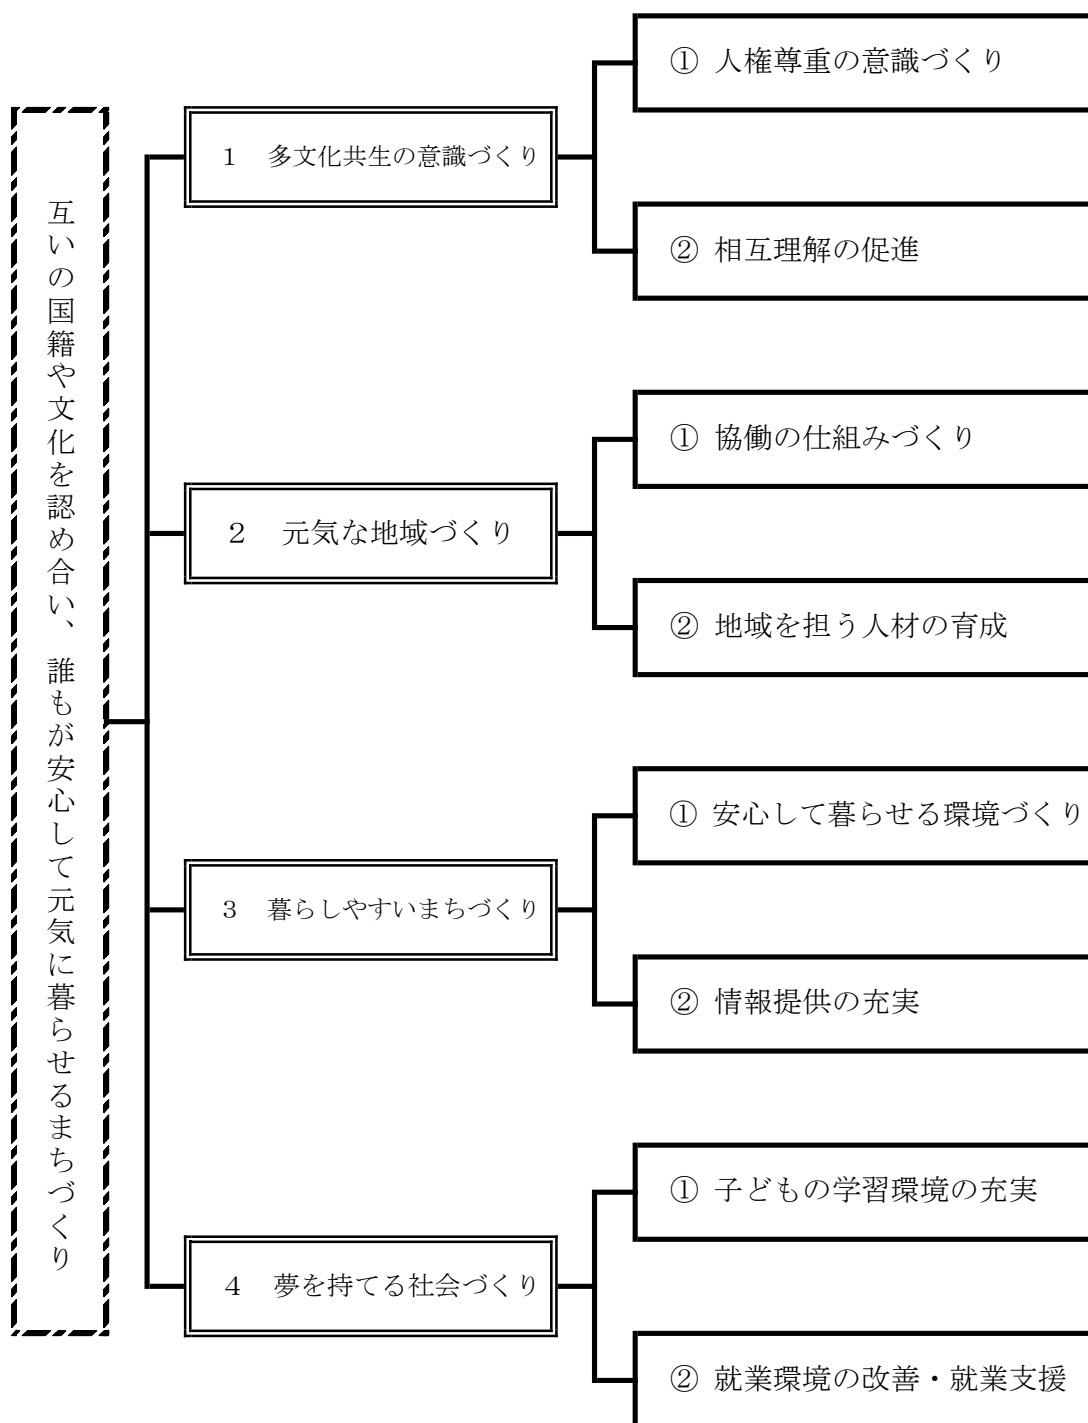 互いの国籍や文化を認め合い、誰もが安心して元気に暮らせるまちづくり
１　多文化共生の意識づくり
① 人権尊重の意識づくり
② 相互理解の促進
２　元気な地域づくり
① 協働の仕組みづくり
② 地域を担う人材の育成
３　暮らしやすいまちづくり
① 安心して暮らせる環境づくり
② 情報提供の充実
４　夢を持てる社会づくり
① 子どもの学習環境の充実
② 就業環境の改善・就業支援